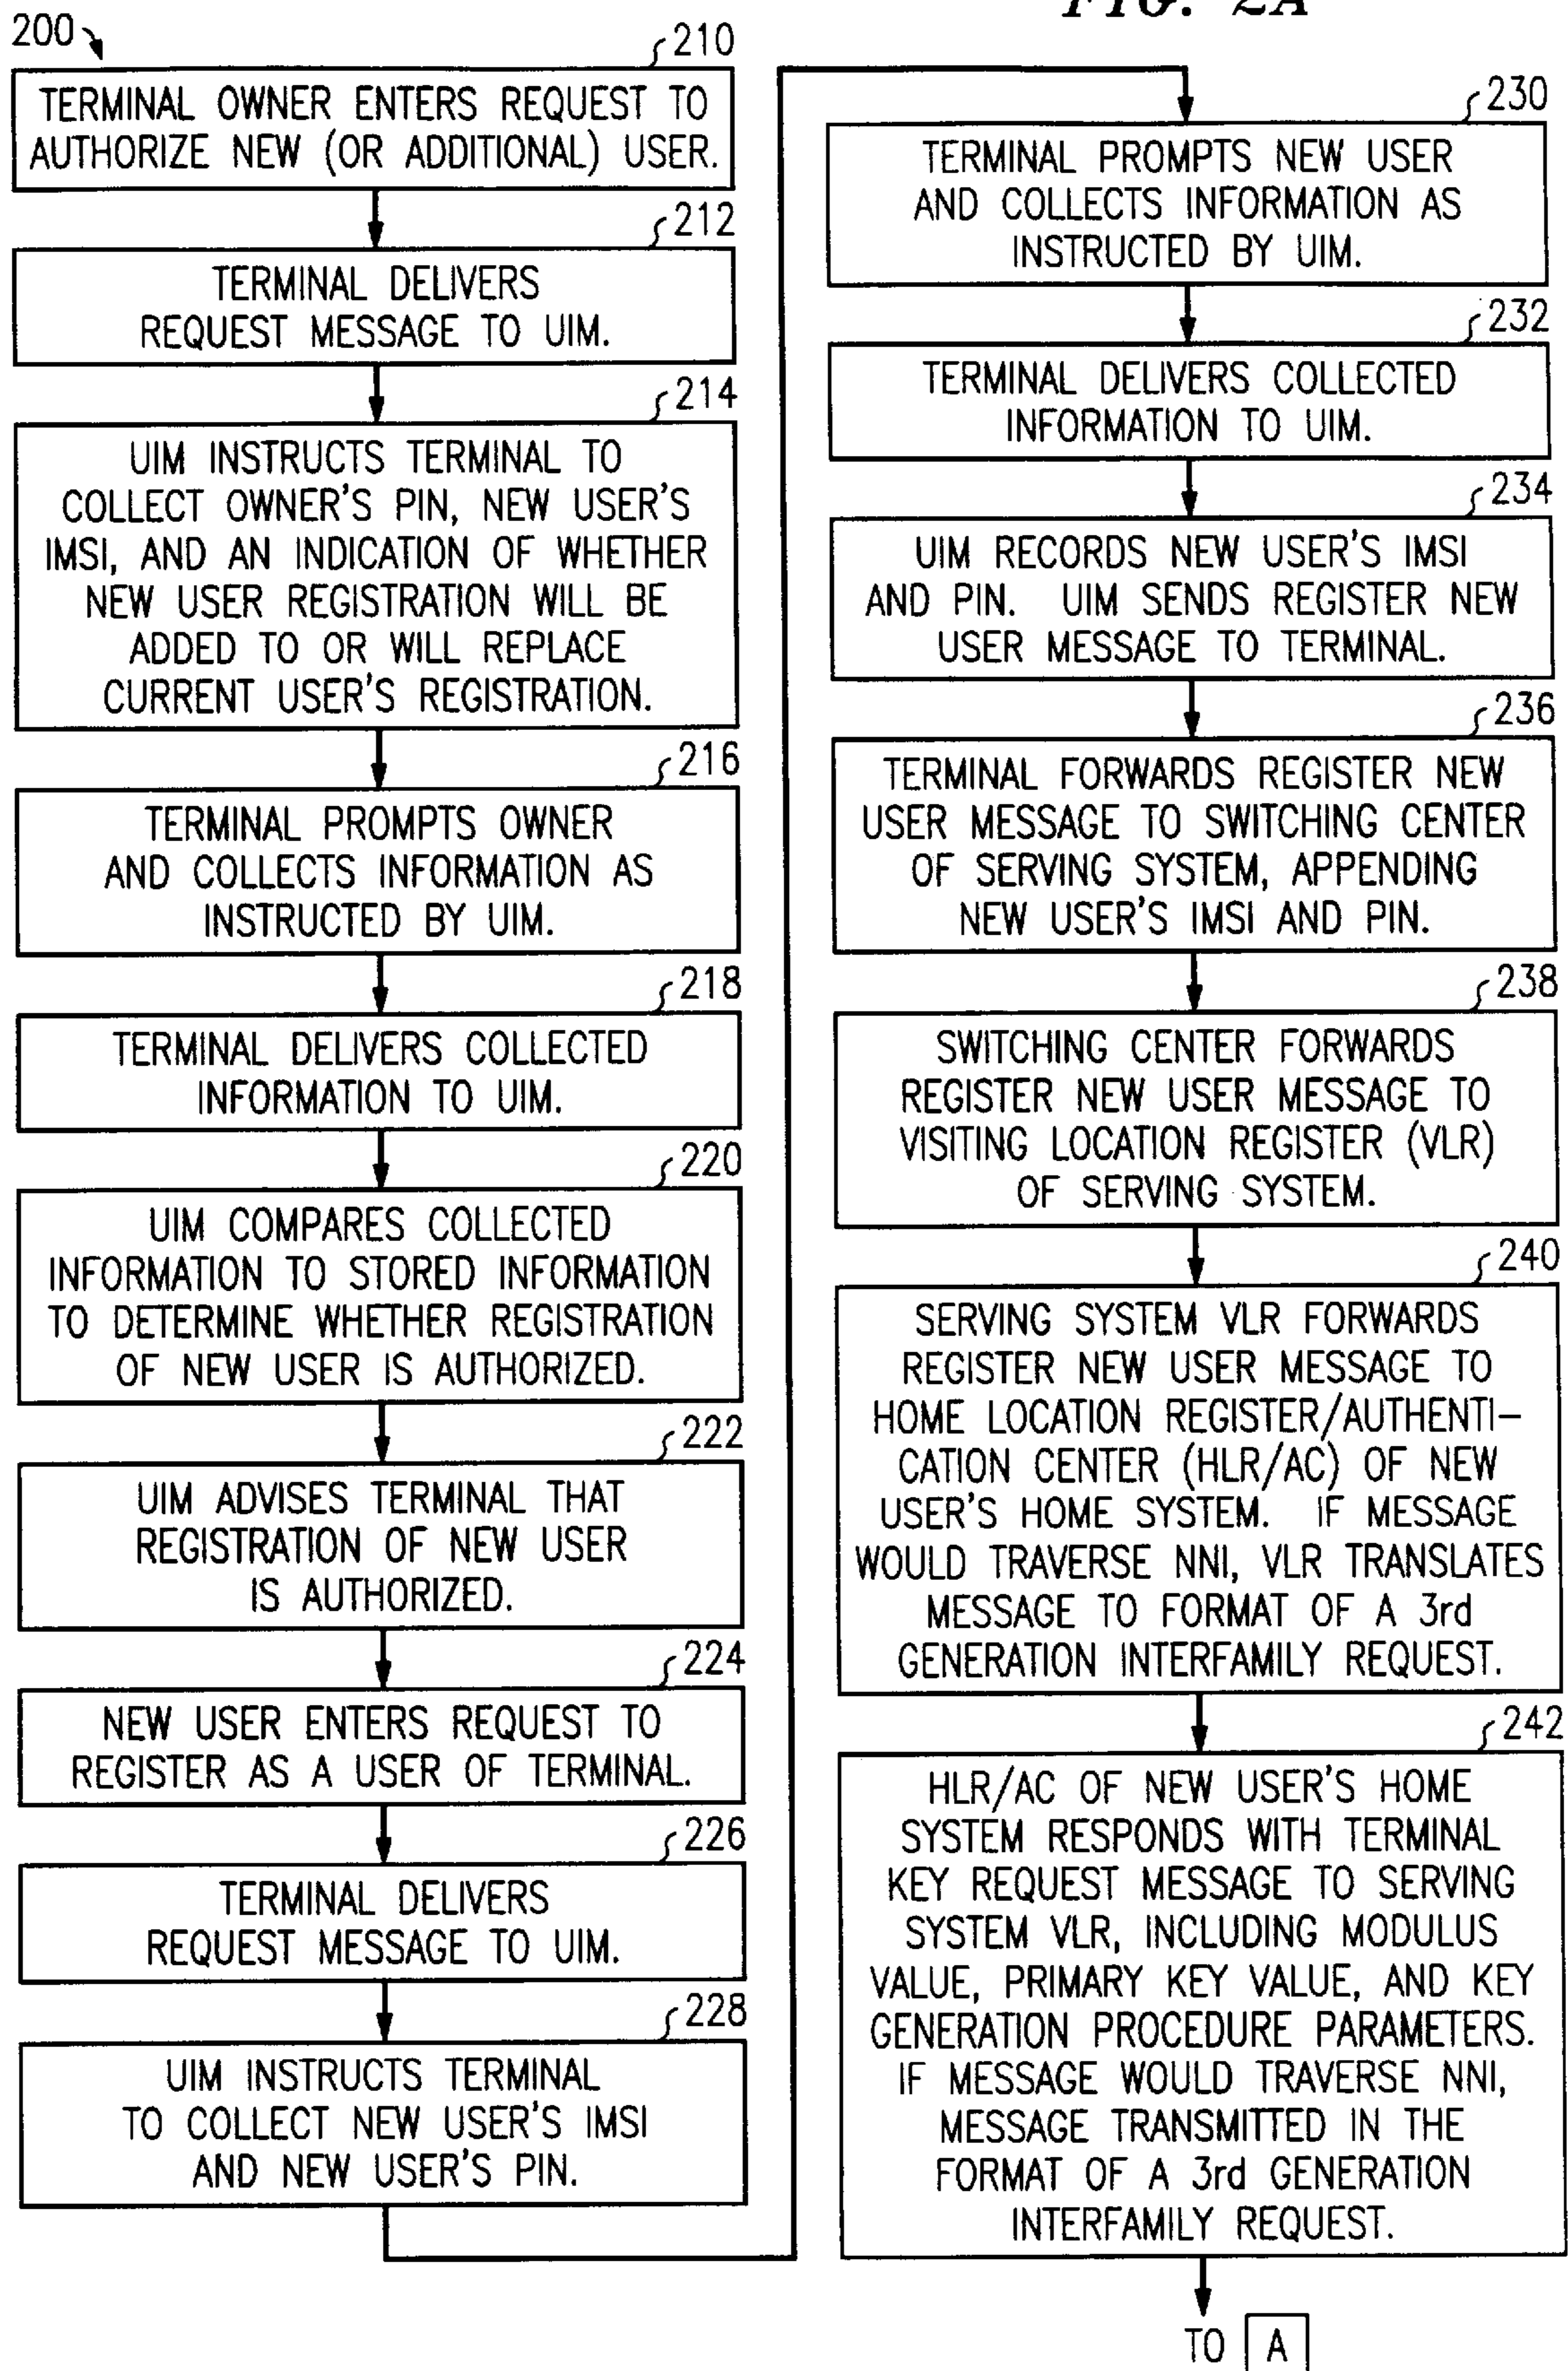 FIG. 2A
200
210
TERMINAL OWNER ENTERS REQUEST TO
AUTHORIZE NEW (OR ADDITIONAL) USER.
212
TERMINAL DELIVERS
REQUEST MESSAGE TO UIM.
214
UIM INSTRUCTS TERMINAL TO
COLLECT OWNER'S PIN, NEW USER'S
IMSI, AND AN INDICATION OF WHETHER
NEW USER REGISTRATION WILL BE
ADDED TO OR WILL REPLACE
CURRENT USER'S REGISTRATION.
216
TERMINAL PROMPTS OWNER
AND COLLECTS INFORMATION AS
INSTRUCTED BY UIM.
218
TERMINAL DELIVERS COLLECTED
INFORMATION TO UIM.
220
UIM COMPARES COLLECTED
INFORMATION TO STORED INFORMATION
TO DETERMINE WHETHER REGISTRATION
OF NEW USER IS AUTHORIZED.
222
UIM ADVISES TERMINAL THAT
REGISTRATION OF NEW USER
IS AUTHORIZED.
224
NEW USER ENTERS REQUEST TO
REGISTER AS A USER OF TERMINAL.
226
TERMINAL DELIVERS
REQUEST MESSAGE TO UIM.
228
UIM INSTRUCTS TERMINAL
TO COLLECT NEW USER'S IMSI
AND NEW USER'S PIN.
230
TERMINAL PROMPTS NEW USER
AND COLLECTS INFORMATION AS
INSTRUCTED BY UIM.
232
TERMINAL DELIVERS COLLECTED
INFORMATION TO UIM.
234
UIM RECORDS NEW USER'S IMSI
AND PIN. UIM SENDS REGISTER NEW
USER MESSAGE TO TERMINAL.
236
TERMINAL FORWARDS REGISTER NEW
USER MESSAGE TO SWITCHING CENTER
OF SERVING SYSTEM, APPENDING
NEW USER'S IMSI AND PIN.
238
SWITCHING CENTER FORWARDS
REGISTER NEW USER MESSAGE TO
VISITING LOCATION REGISTER (VLR)
OF SERVING SYSTEM.
240
SERVING SYSTEM VLR FORWARDS
REGISTER NEW USER MESSAGE TO
HOME LOCATION REGISTER/AUTHENTI-
CATION CENTER (HLR/AC) OF NEW
USER'S HOME SYSTEM. IF MESSAGE
WOULD TRAVERSE NNI, VLR TRANSLATES
MESSAGE TO FORMAT OF A 3rd
GENERATION INTERFAMILY REQUEST.
242
HLR/AC OF NEW USER'S HOME
SYSTEM RESPONDS WITH TERMINAL
KEY REQUEST MESSAGE TO SERVING
SYSTEM VLR, INCLUDING MODULUS
VALUE, PRIMARY KEY VALUE, AND KEY
GENERATION PROCEDURE PARAMETERS.
IF MESSAGE WOULD TRAVERSE NNI,
MESSAGE TRANSMITTED IN THE
FORMAT OF A 3rd GENERATION
INTERFAMILY REQUEST.
TO A